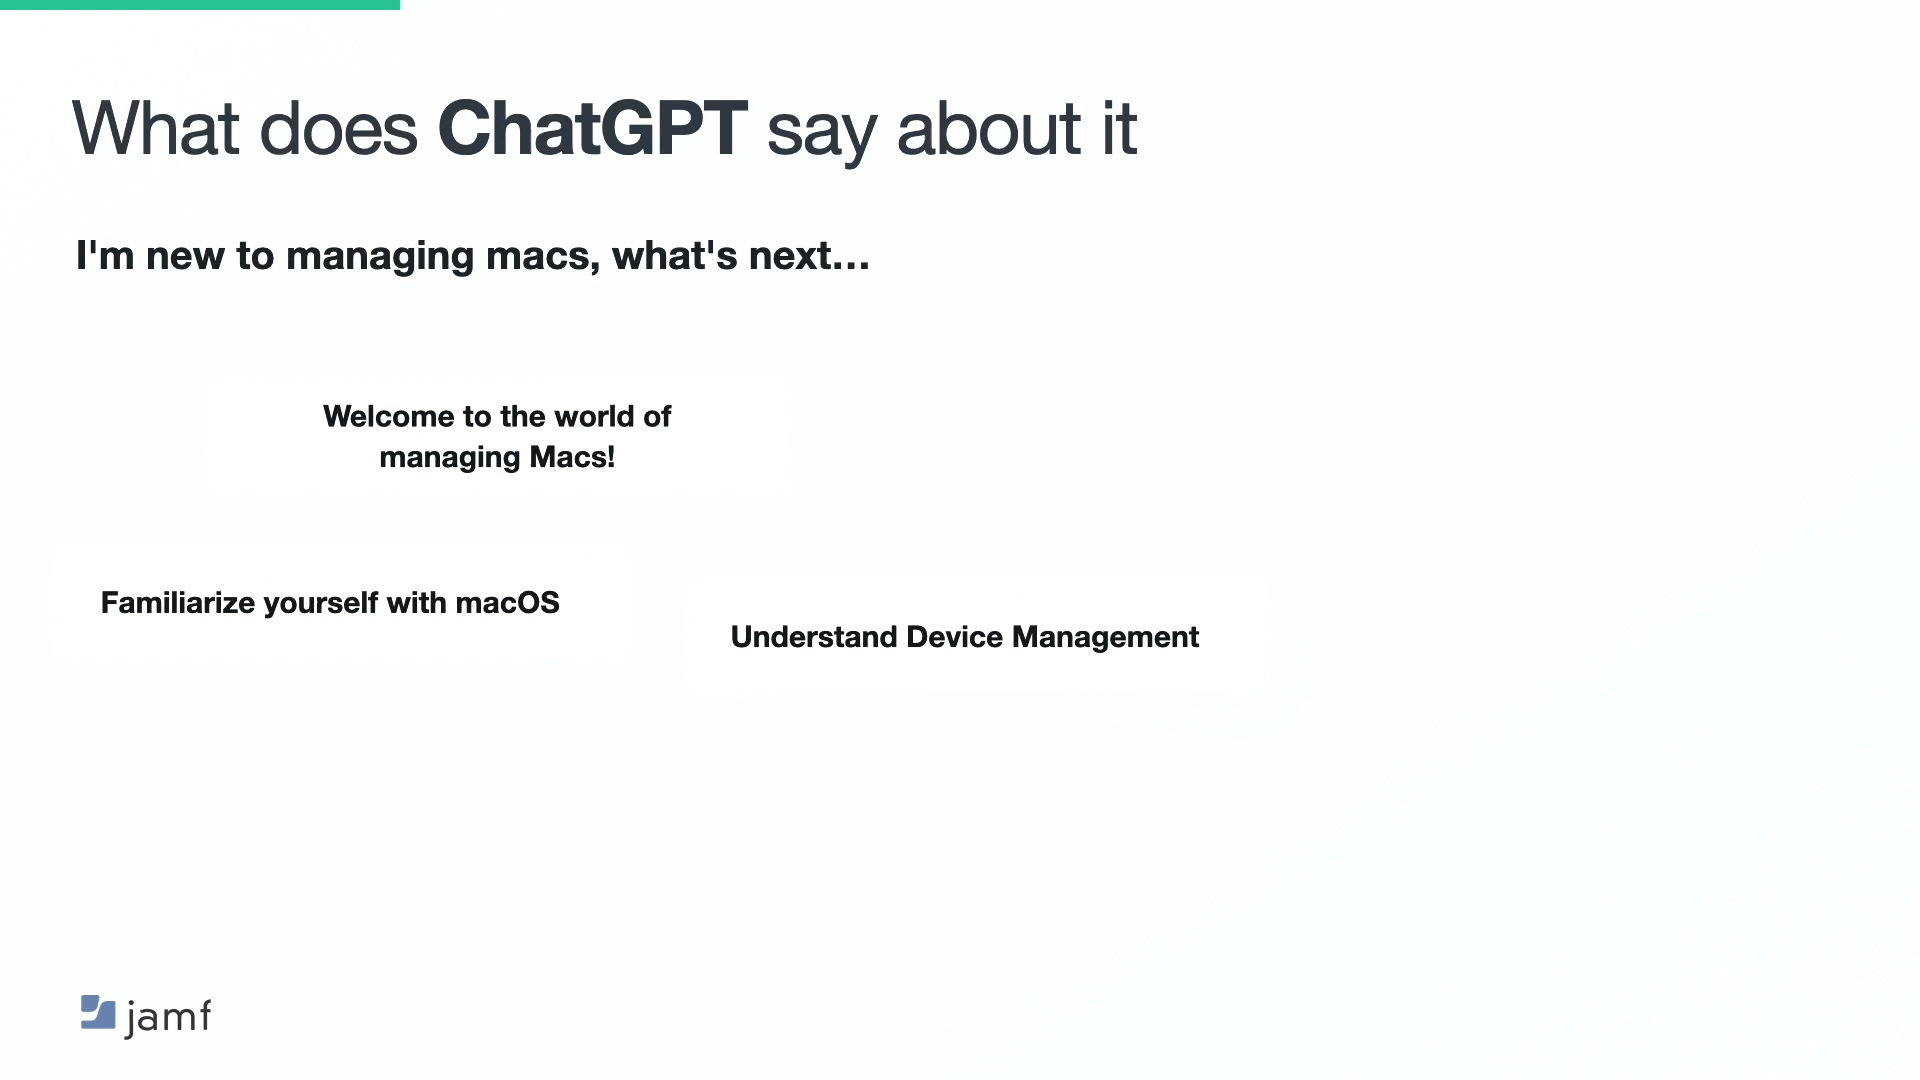 What does ChatGPT say about it
I'm new to managing macs, what's next...
Welcome to the world of
managing Macs!
Familiarize yourself with macOS
Understand Device Management
jamf